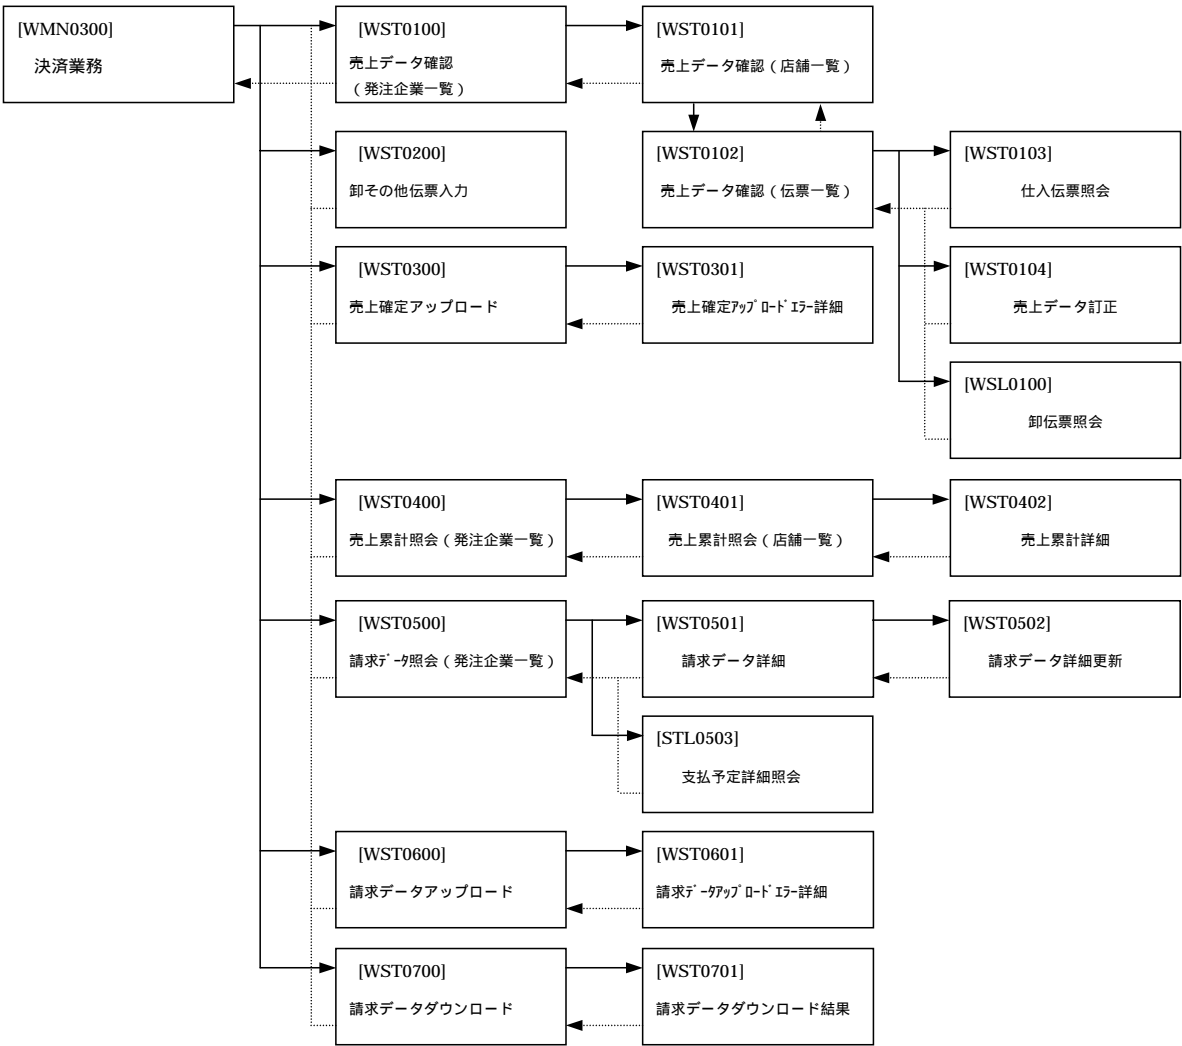 [WMN0300]
決済業務
[WST0100]
売上データ確認
（発注企業一覧）
[WST0101]
売上データ確認（店舗一覧）
[WST0200]
卸その他伝票入力
[WST0102]
売上データ確認（伝票一覧）
[WST0103]
仕入伝票照会
[WST0300]
売上確定アップロード
[WST0301]
売上確定ｱｯﾌﾟﾛｰﾄﾞｴﾗｰ詳細
[WST0104]
売上データ訂正
[WSL0100]
卸伝票照会
[WST0400]
売上累計照会（発注企業一覧）
[WST0401]
売上累計照会（店舗一覧）
[WST0402]
売上累計詳細
[WST0500]
請求ﾃﾞｰﾀ照会（発注企業一覧）
[WST0501]
請求データ詳細
[WST0502]
請求データ詳細更新
[STL0503]
支払予定詳細照会
[WST0600]
請求データアップロード
[WST0601]
請求ﾃﾞｰﾀｱｯﾌﾟﾛｰﾄﾞｴﾗｰ詳細
[WST0700]
請求データダウンロード
[WST0701]
請求データダウンロード結果